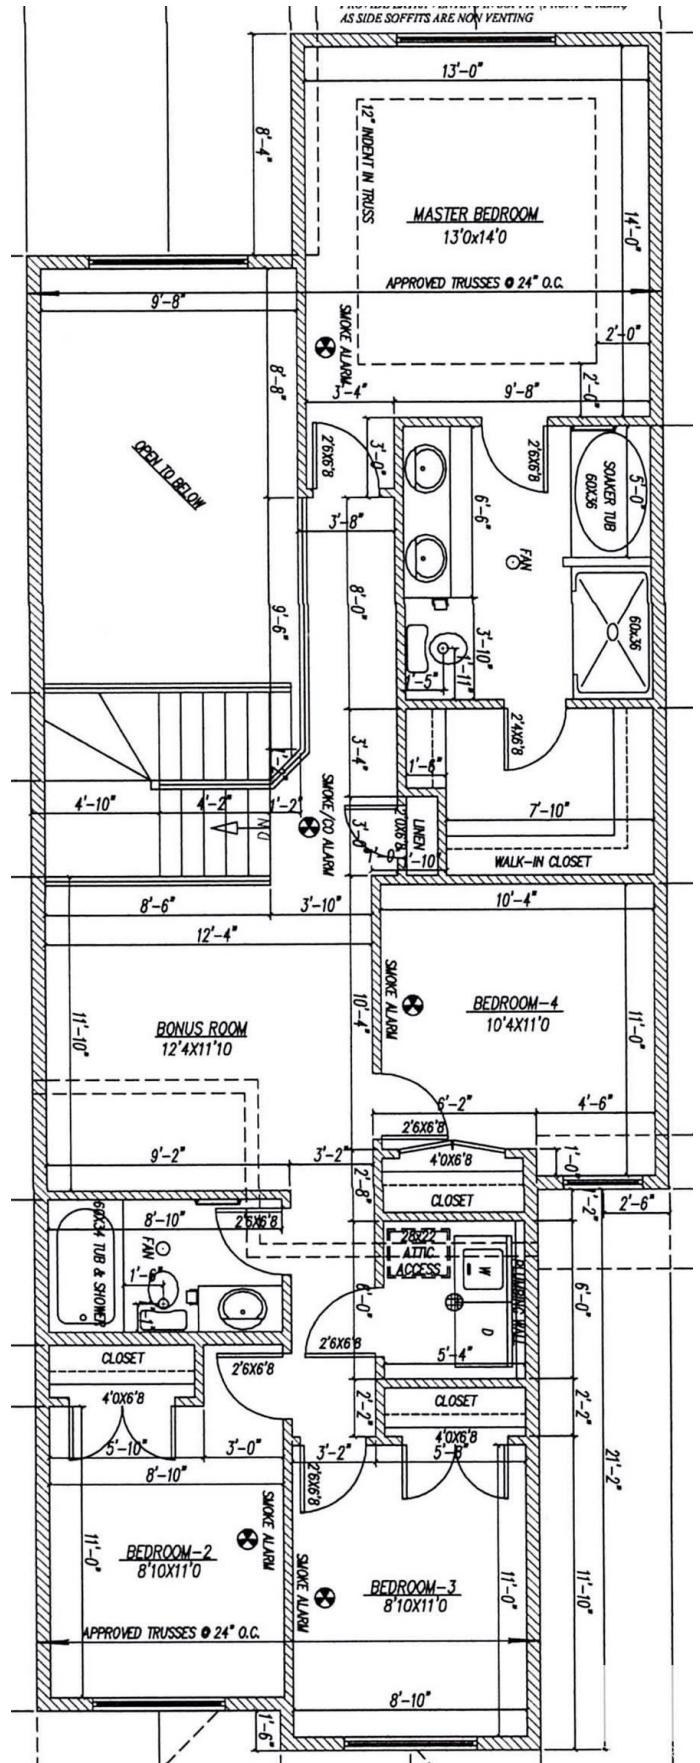 AS SIDE SOFFITS ARE NON VENTING
13'-0"
8'-4"
12" INDENT IN TRUSS
MASTER BEDROOM
13'0x14'0
14'-0"
APPROVED TRUSSES @ 24" O.C.
9'-8"
SMOKE ALARM
2'-0"
8'-8"
3'-4"
9'-8"
2'-0"
OPEN TO BELOW
2'6X6'8
3'-0"
2'6X6'8
SOAKER TUB
60X36
5'-0"
3'-8"
6'-6"
FAN
8'-0"
9'-6"
60x36
3'-10"
1'-5"
1'-11"
2'4X6'8
3'-4"
1'-6"
4'-10"
4'-2"
1'-2"
SMOKE/CO ALARM
3'-0"
2'0X6'8
LINEN
7'-10"
DN
1'-0"
WALK-IN CLOSET
8'-6"
3'-10"
10'-4"
12'-4"
SMOKE ALARM
BEDROOM-4
10'4X11'0
11'-0"
BONUS ROOM
12'4X11'10
11'-10"
10'-4"
6'-2"
4'-6"
2'6X6'8
4'0X6'8
1'-0"
9'-2"
3'-2"
2'-8"
CLOSET
1'-2"
2'-6"
60X34 TUB & SHOWER
8'-10"
2'6X6'8
FAN
28x22
ATTIC
ACCESS
W
PLUMBING WALL
1'-6"
6'-0"
6'-0"
D
CLOSET
2'6X6'8
2'6X6'8
5'-4"
4'0X6'8
2'-2"
CLOSET
2'-2"
4'0X6'8
5'-10"
3'-0"
3'-2"
21'-2"
8'-10"
2'6X6'8
SMOKE ALARM
11'-0"
BEDROOM-2
8'10X11'0
SMOKE ALARM
BEDROOM-3
8'10X11'0
11'-0"
11'-10"
APPROVED TRUSSES @ 24" O.C.
8'-10"
1'-6"